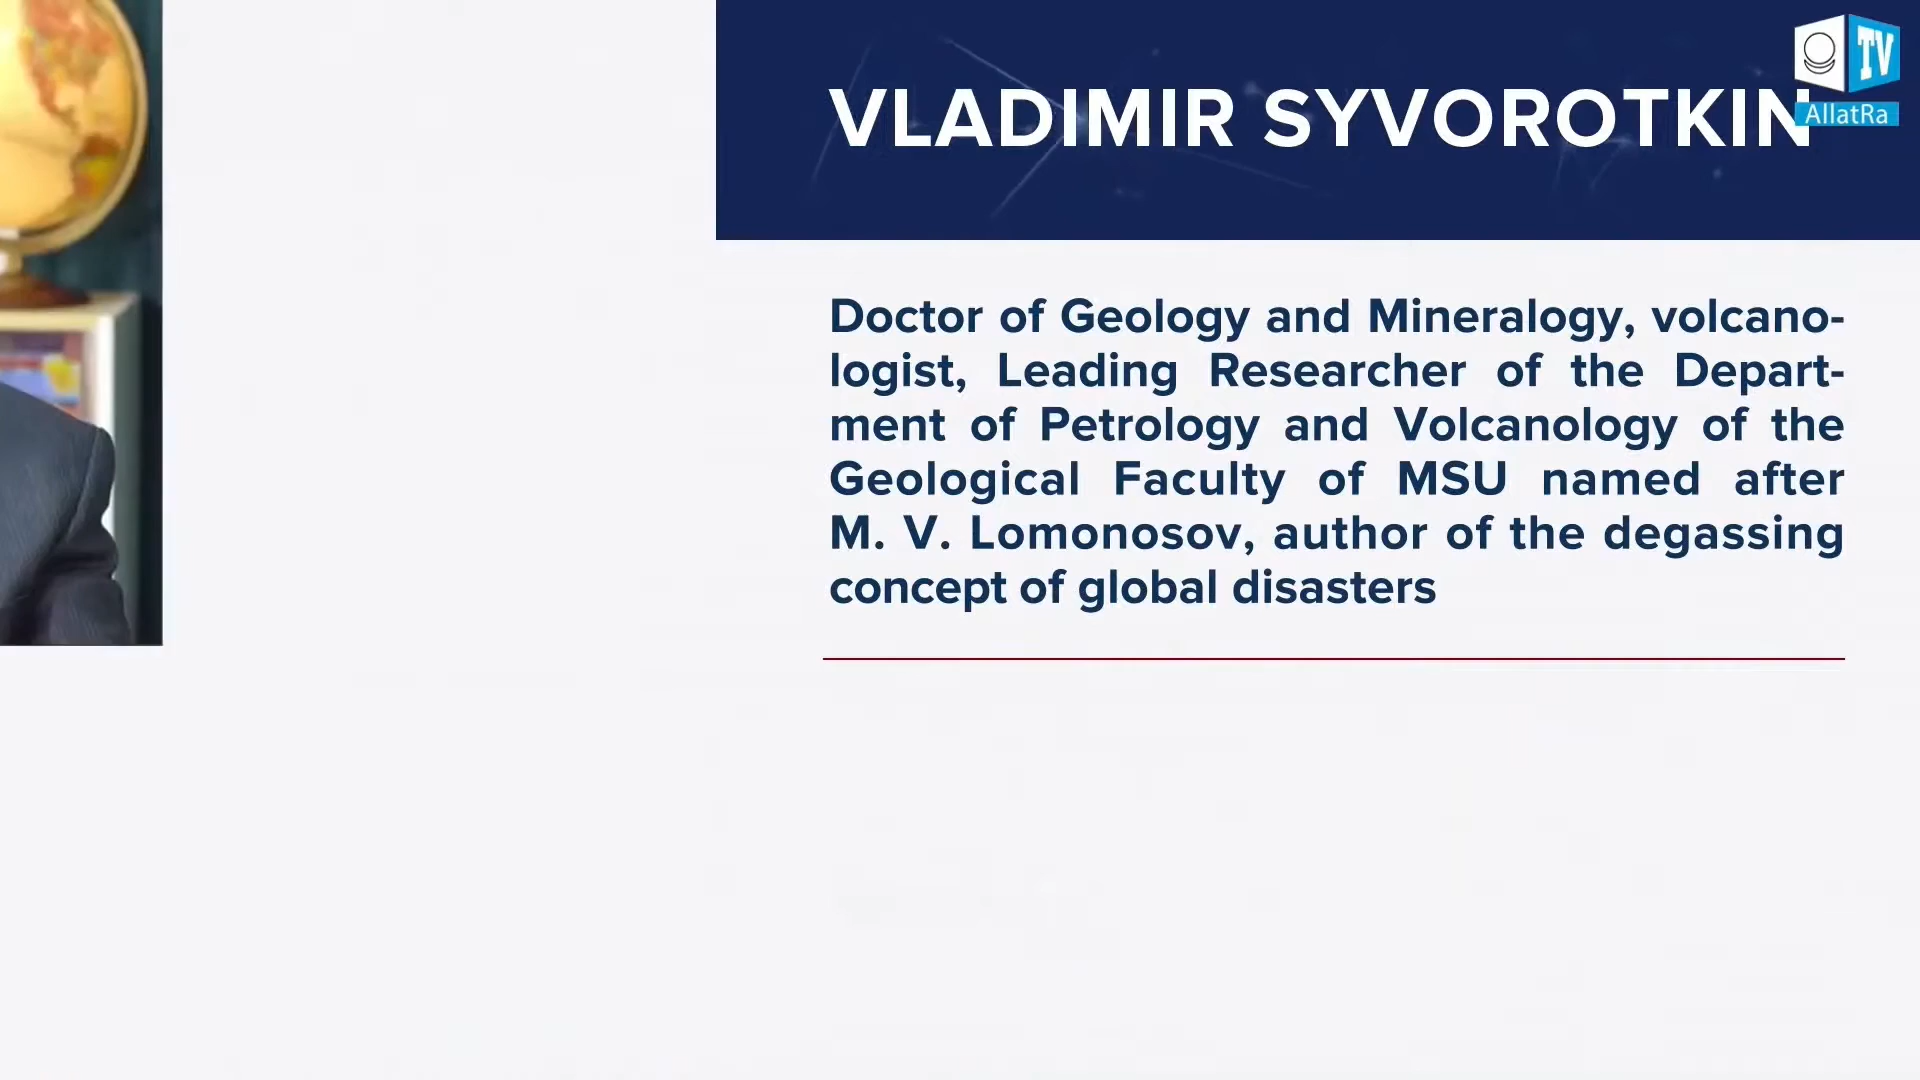 VLADIMIR SYVOROTKIN
TV
AllatRa
Doctor of Geology and Mineralogy, volcano-
logist, Leading Researcher of the Depart-
ment of Petrology and Volcanology of the
Geological Faculty of MSU named after
M. V. Lomonosov, author of the degassing
concept of global disasters